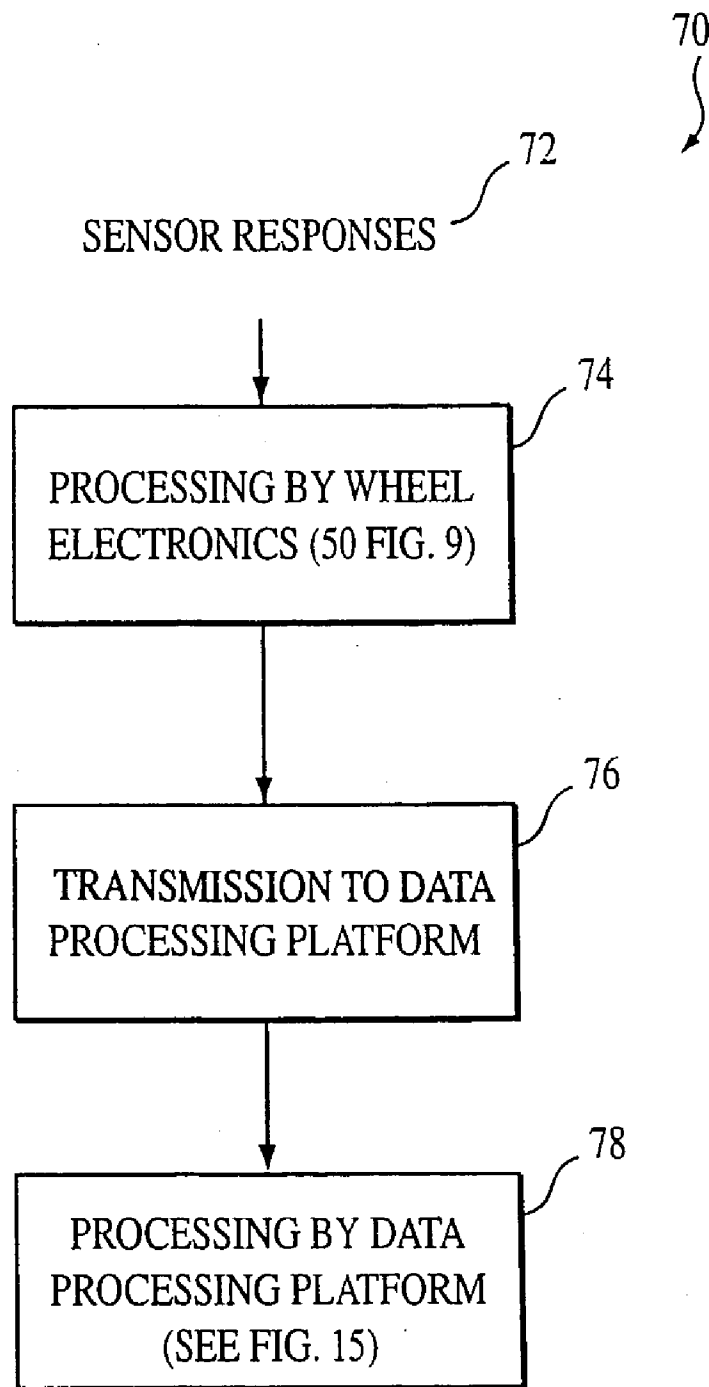 70
72
SENSOR RESPONSES
74
PROCESSING BY WHEEL
ELECTRONICS (50 FIG. 9)
76
TRANSMISSION TO DATA
PROCESSING PLATFORM
78
PROCESSING BY DATA
PROCESSING PLATFORM
(SEE FIG. 15)